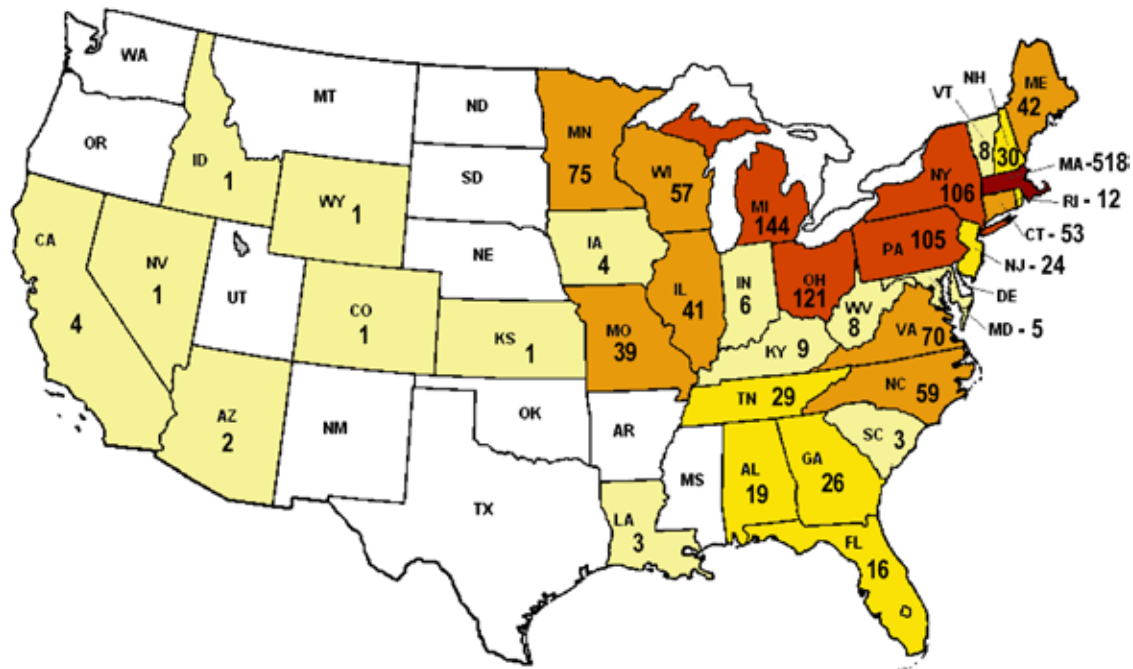 WA
MT
ND
MN
75
OR
ID
1
WY
1
SD
WI
57
MI
144
NH
VT
8
30
ME
42
MA - 518
NY
106
RI - 12
CT - 53
PA 105
NJ - 24
DE
MD - 5
CA
4
NV
1
UT
CO
1
NE
IA
4
KS
1
MO
39
IL
41
IN
6
OH
121
WV
8
VA
70
KY 9
NC
59
TN 29
AZ
2
NM
OK
AR
SC 3
TX
LA
3
MS
AL
19
GA
26
FL
16